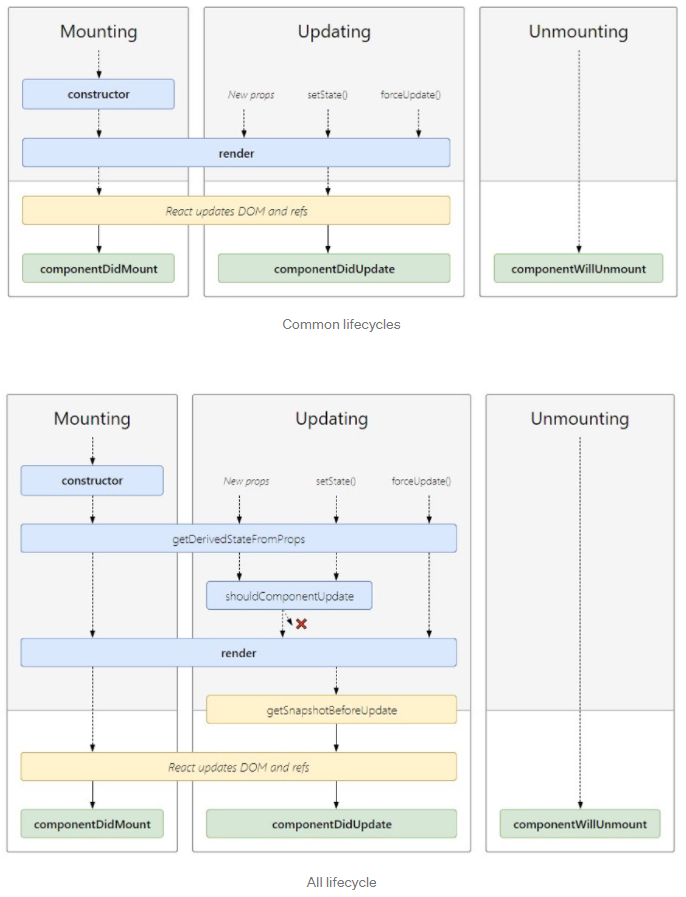 Mounting
Updating
Unmounting
constructor
New props
setState()
forceUpdate()
render
React updates DOM and refs
componentDidMount
componentDidUpdate
componentWillUnmount
Common lifecycles
Mounting
Updating
Unmounting
constructor
New props
setState()
forceUpdate()
getDerivedStateFromProps
shouldComponentUpdate
render
getSnapshotBeforeUpdate
React updates DOM and refs
componentDidMount
componentDidUpdate
componentWillUnmount
All lifecycle